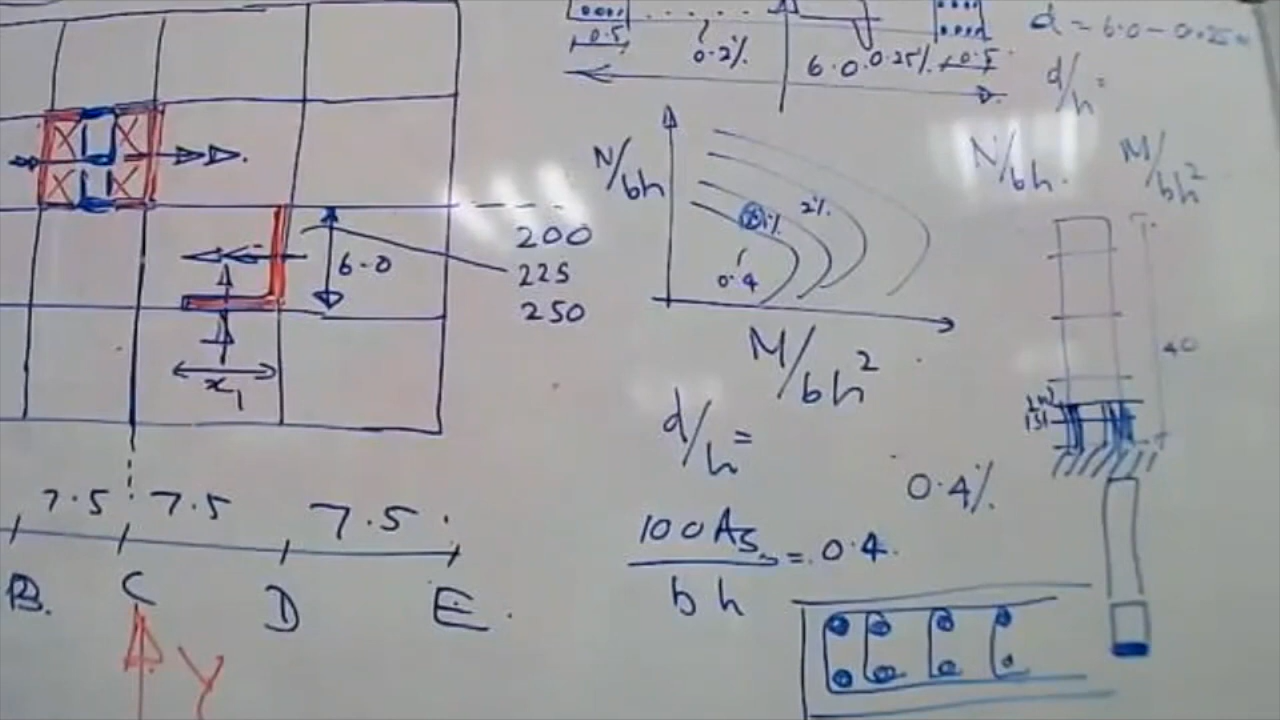 0.5
0.2%
6.0
0.25%
0.5
d = 6.0 - 0.25
d/h =
N/bh
M/bh²
N/bh
2%
1%
0.4
M/bh²
200
225
250
6.0
x₁
40
d/h =
0.4%
100As
bh
= 0.4
7.5 7.5 7.5
B. C D E.
Y